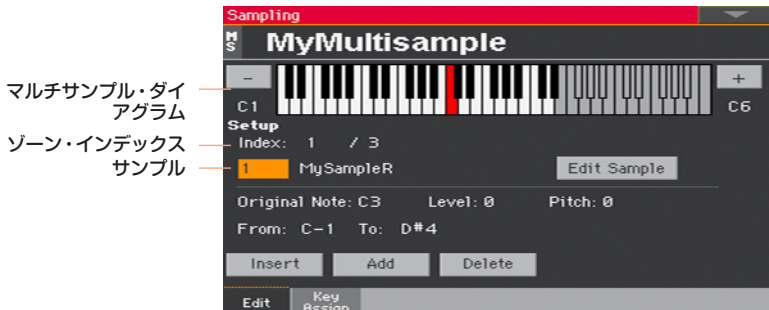 Sampling
MS MyMultisample
マルチサンプル・ダイ
アグラム
- +
C1 C6
Setup
ゾーン・インデックス
Index: 1 / 3
サンプル
1 MySampleR Edit Sample
Original Note: C3 Level: 0 Pitch: 0
From: C-1 To: D#4
Insert Add Delete
Edit Key
Assign